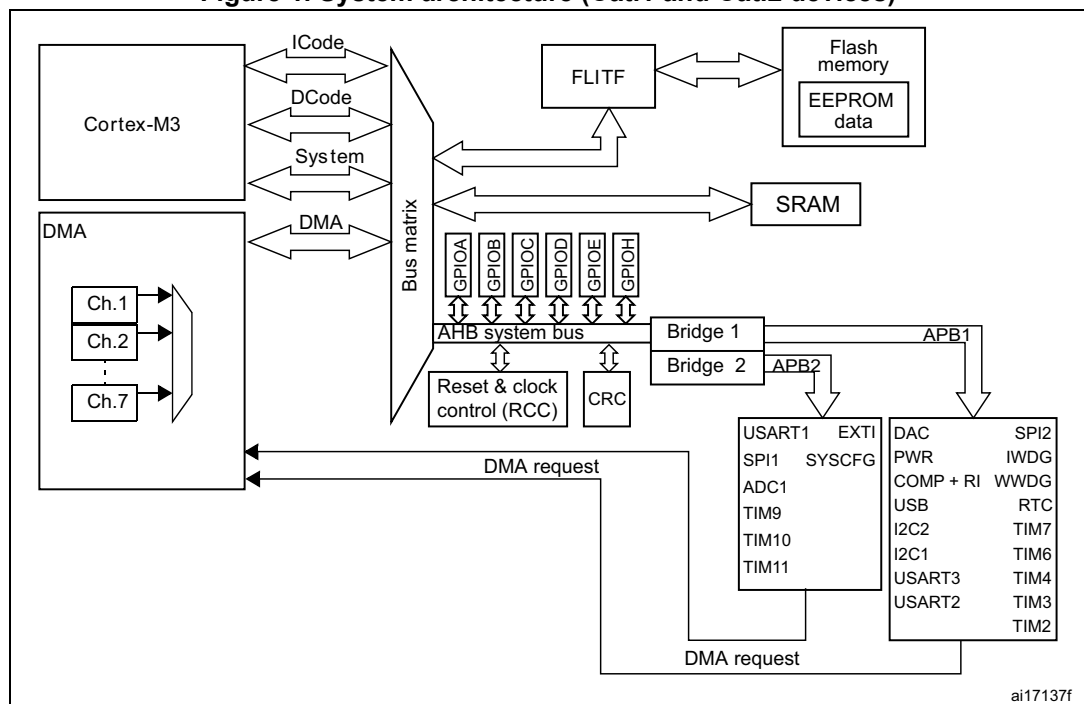 Figure 1. System architecture (Cat.1 and Cat.2 devices)
ICode
DCode
System
DMA
Cortex-M3
DMA
Ch.1
Ch.2
Ch.7
Bus matrix
FLITF
Flash
memory
EEPROM
data
SRAM
GPIOA
GPIOB
GPIOC
GPIOD
GPIOE
GPIOH
AHB system bus
Bridge 1
Bridge 2
APB1
APB2
Reset & clock
control (RCC)
CRC
DMA request
USART1 EXTI
SPI1 SYSCFG
ADC1
TIM9
TIM10
TIM11
DAC SPI2
PWR IWDG
COMP + RI WWDG
USB RTC
I2C2 TIM7
I2C1 TIM6
USART3 TIM4
USART2 TIM3
TIM2
DMA request
ai17137f